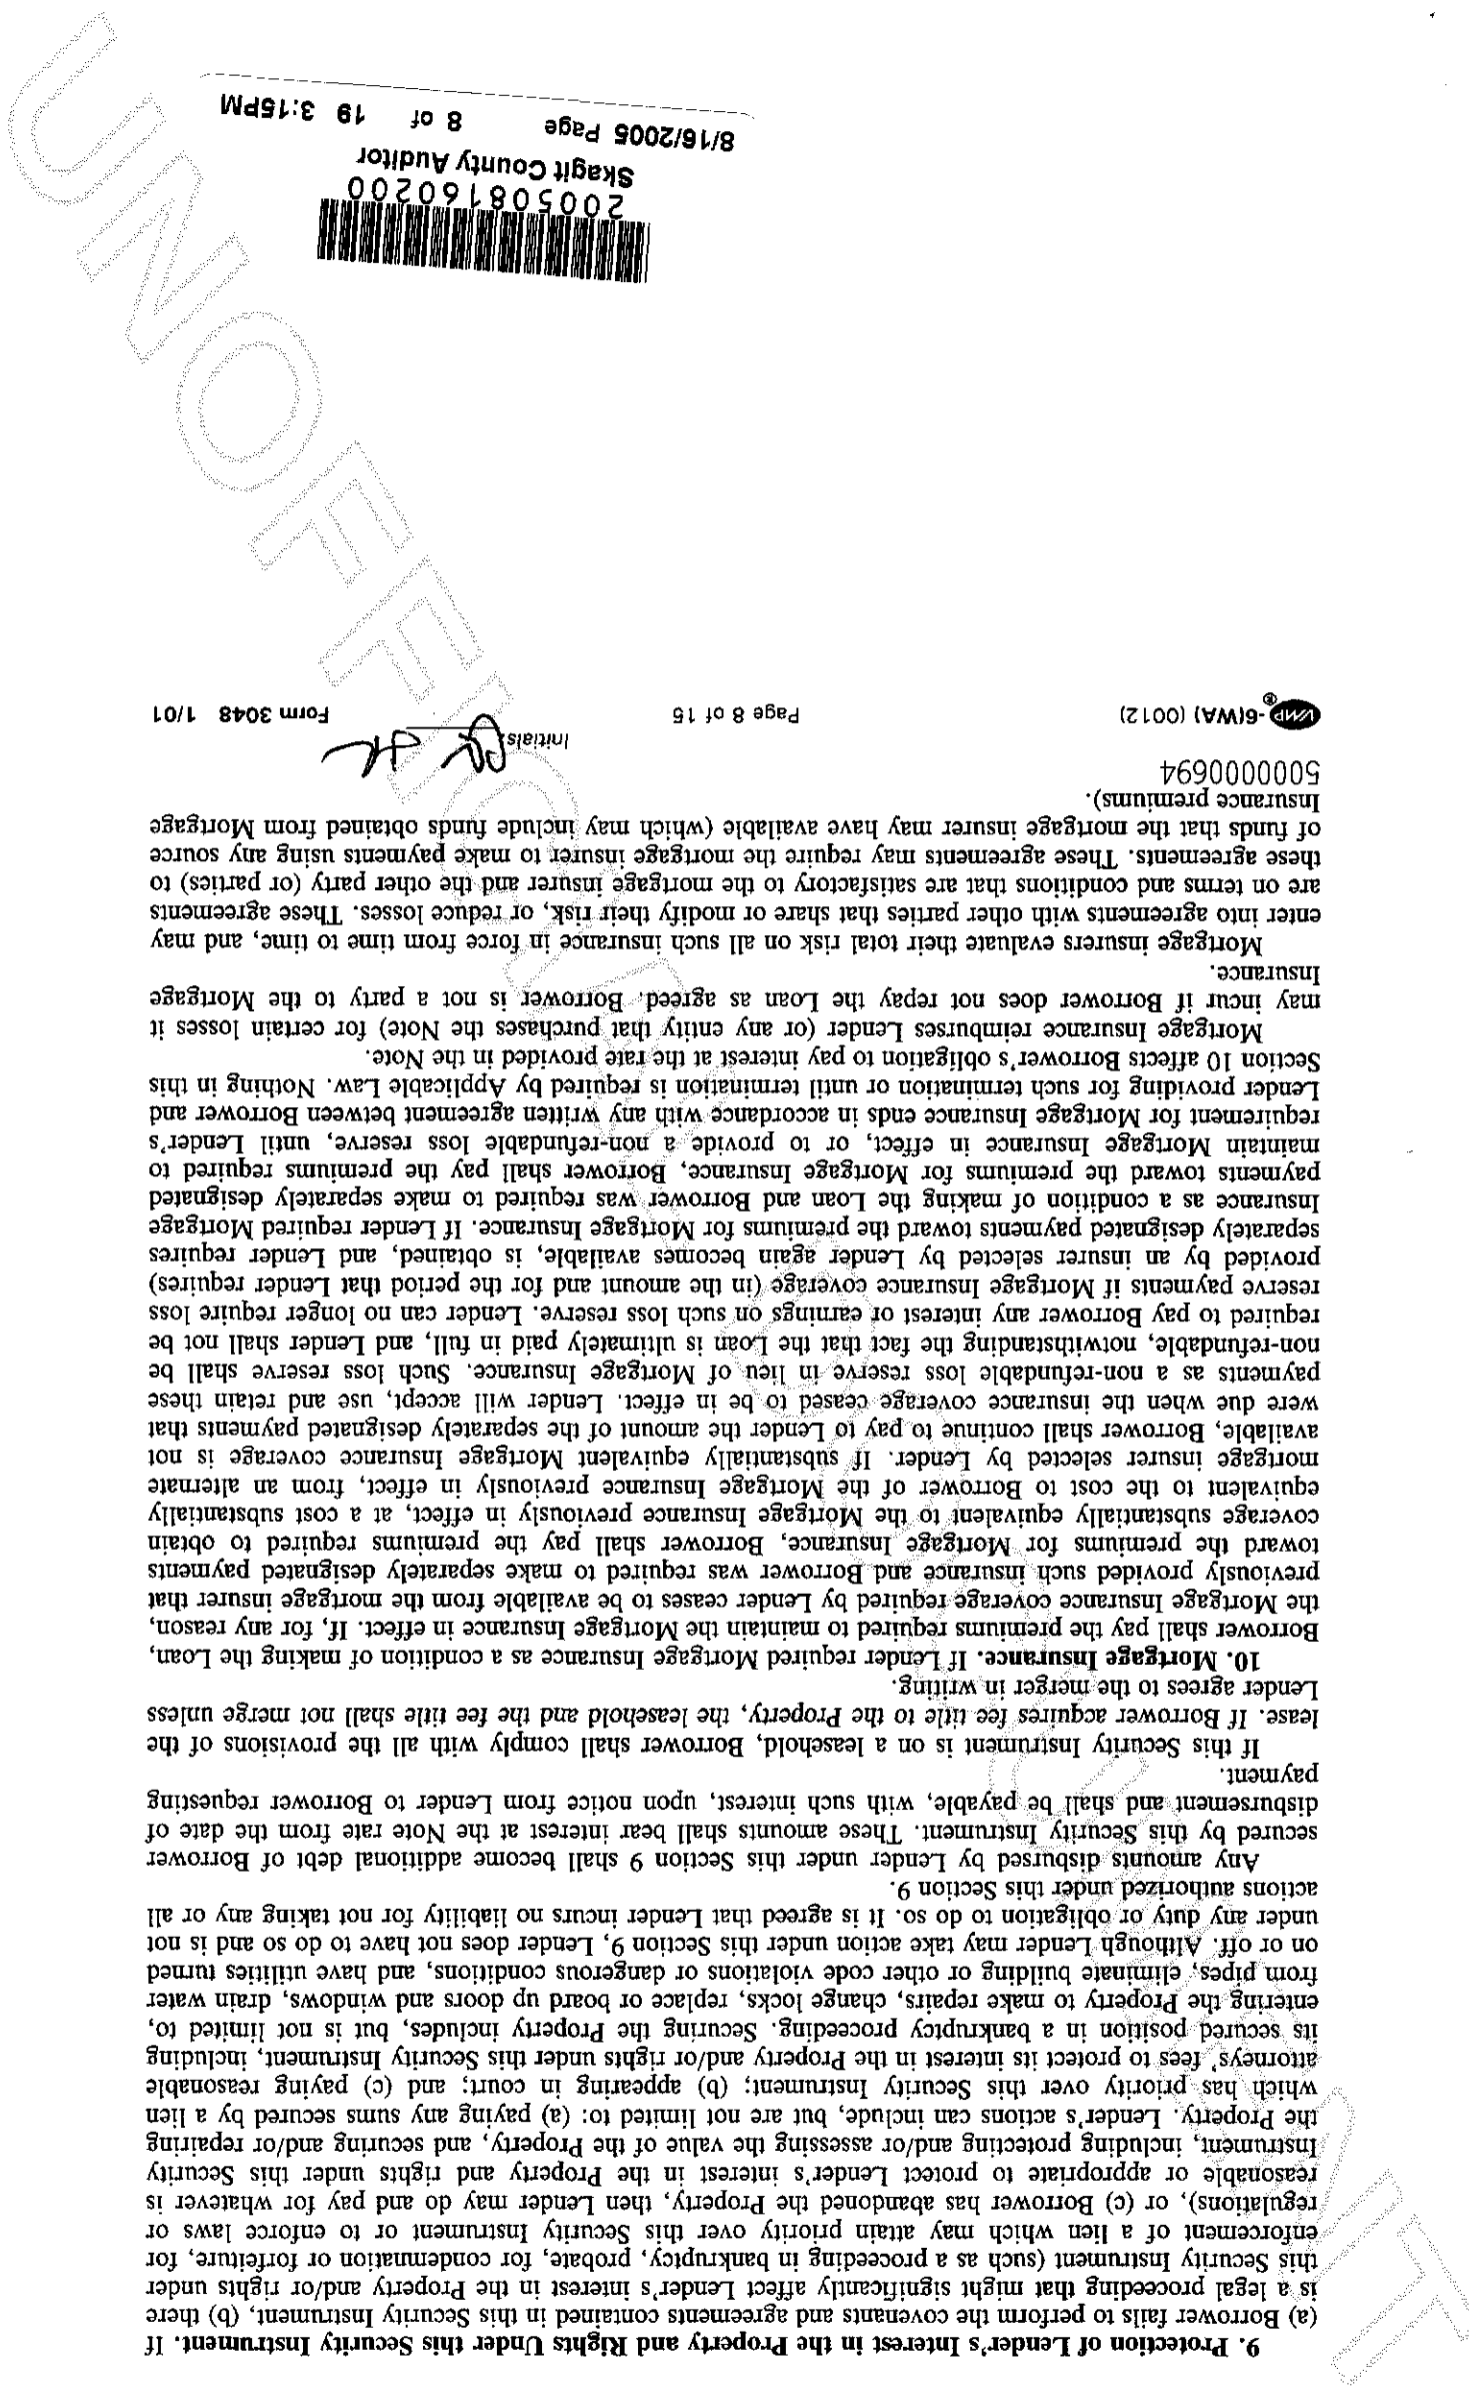 9. Protection of Lender's Interest in the Property and Rights Under this Security Instrument. If
(a) Borrower fails to perform the covenants and agreements contained in this Security Instrument, (b) there
is a legal proceeding that might significantly affect Lender's interest in the Property and/or rights under
this Security Instrument (such as a proceeding in bankruptcy, probate, for condemnation or forfeiture, for
enforcement of a lien which may attain priority over this Security Instrument or to enforce laws or
regulations), or (c) Borrower has abandoned the Property, then Lender may do and pay for whatever is
reasonable or appropriate to protect Lender's interest in the Property and rights under this Security
Instrument, including protecting and/or assessing the value of the Property, and securing and/or repairing
the Property. Lender's actions can include, but are not limited to: (a) paying any sums secured by a lien
which has priority over this Security Instrument; (b) appearing in court; and (c) paying reasonable
attorneys' fees to protect its interest in the Property and/or rights under this Security Instrument, including
its secured position in a bankruptcy proceeding. Securing the Property includes, but is not limited to,
entering the Property to make repairs, change locks, replace or board up doors and windows, drain water
from pipes, eliminate building or other code violations or dangerous conditions, and have utilities turned
on or off. Although Lender may take action under this Section 9, Lender does not have to do so and is not
under any duty or obligation to do so. It is agreed that Lender incurs no liability for not taking any or all
actions authorized under this Section 9.
Any amounts disbursed by Lender under this Section 9 shall become additional debt of Borrower
secured by this Security Instrument. These amounts shall bear interest at the Note rate from the date of
disbursement and shall be payable, with such interest, upon notice from Lender to Borrower requesting
payment.
If this Security Instrument is on a leasehold, Borrower shall comply with all the provisions of the
lease. If Borrower acquires fee title to the Property, the leasehold and the fee title shall not merge unless
Lender agrees to the merger in writing.
10. Mortgage Insurance. If Lender required Mortgage Insurance as a condition of making the Loan,
Borrower shall pay the premiums required to maintain the Mortgage Insurance in effect. If, for any reason,
the Mortgage Insurance coverage required by Lender ceases to be available from the mortgage insurer that
previously provided such insurance and Borrower was required to make separately designated payments
toward the premiums for Mortgage Insurance, Borrower shall pay the premiums required to obtain
coverage substantially equivalent to the Mortgage Insurance previously in effect, at a cost substantially
equivalent to the cost to Borrower of the Mortgage Insurance previously in effect, from an alternate
mortgage insurer selected by Lender. If substantially equivalent Mortgage Insurance coverage is not
available, Borrower shall continue to pay to Lender the amount of the separately designated payments that
were due when the insurance coverage ceased to be in effect. Lender will accept, use and retain these
payments as a non-refundable loss reserve in lieu of Mortgage Insurance. Such loss reserve shall be
non-refundable, notwithstanding the fact that the Loan is ultimately paid in full, and Lender shall not be
required to pay Borrower any interest or earnings on such loss reserve. Lender can no longer require loss
reserve payments if Mortgage Insurance coverage (in the amount and for the period that Lender requires)
provided by an insurer selected by Lender again becomes available, is obtained, and Lender requires
separately designated payments toward the premiums for Mortgage Insurance. If Lender required Mortgage
Insurance as a condition of making the Loan and Borrower was required to make separately designated
payments toward the premiums for Mortgage Insurance, Borrower shall pay the premiums required to
maintain Mortgage Insurance in effect, or to provide a non-refundable loss reserve, until Lender's
requirement for Mortgage Insurance ends in accordance with any written agreement between Borrower and
Lender providing for such termination or until termination is required by Applicable Law. Nothing in this
Section 10 affects Borrower's obligation to pay interest at the rate provided in the Note.
Mortgage Insurance reimburses Lender (or any entity that purchases the Note) for certain losses it
may incur if Borrower does not repay the Loan as agreed. Borrower is not a party to the Mortgage
Insurance.
Mortgage insurers evaluate their total risk on all such insurance in force from time to time, and may
enter into agreements with other parties that share or modify their risk, or reduce losses. These agreements
are on terms and conditions that are satisfactory to the mortgage insurer and the other party (or parties) to
these agreements. These agreements may require the mortgage insurer to make payments using any source
of funds that the mortgage insurer may have available (which may include funds obtained from Mortgage
Insurance premiums).
5000000694
Initials:
VMP®-6(WA) (0012) Page 8 of 15 Form 3048 1/01
200508160200
Skagit County Auditor
8/16/2005 Page 8 of 19 3:15PM
UNOFFICIAL DOCUMENT